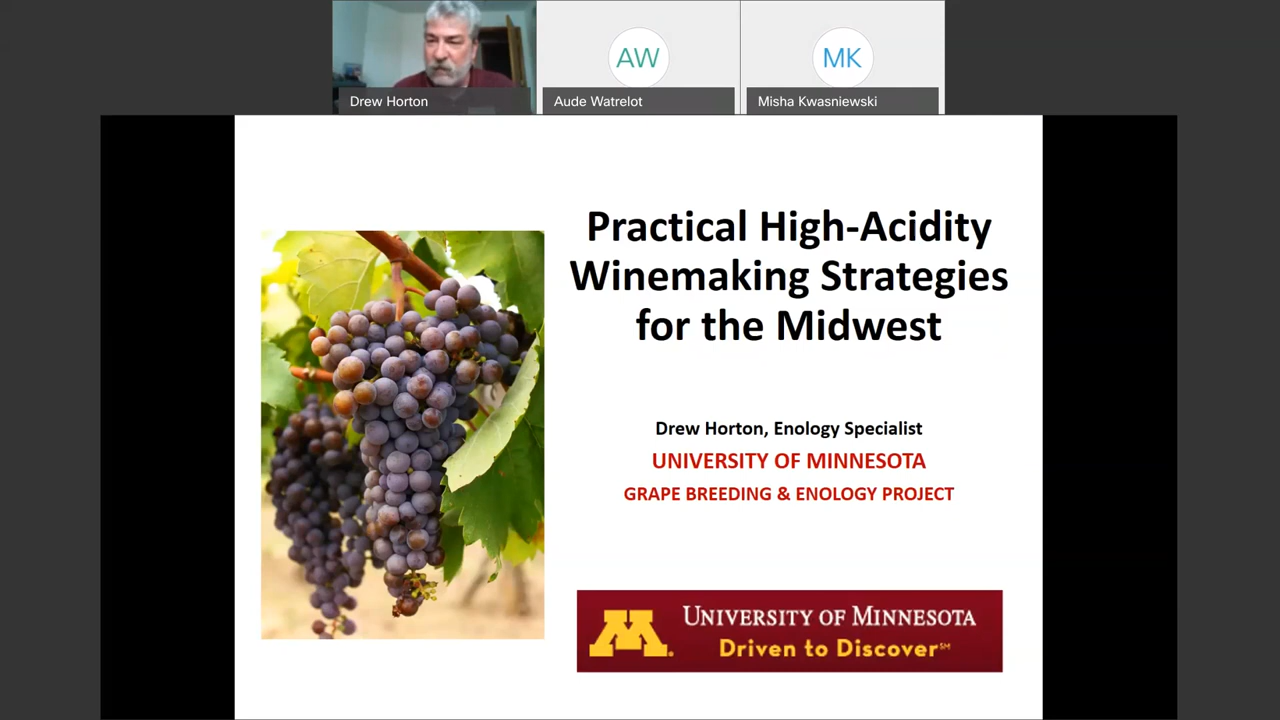 AW
MK
Drew Horton
Aude Watrelot
Misha Kwasniewski
Practical High-Acidity
Winemaking Strategies
for the Midwest
Drew Horton, Enology Specialist
UNIVERSITY OF MINNESOTA
GRAPE BREEDING & ENOLOGY PROJECT
M.
UNIVERSITY OF MINNESOTA
Driven to Discover℠